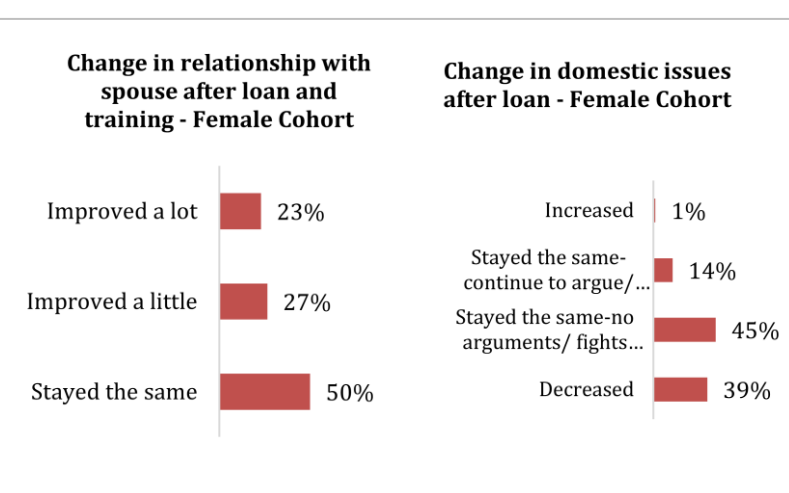 Change in relationship with
spouse after loan and
training - Female Cohort
Improved a lot
23%
Improved a little
27%
Stayed the same
50%
Change in domestic issues
after loan - Female Cohort
Increased
1%
Stayed the same-
continue to argue/...
14%
Stayed the same-no
arguments/ fights...
45%
Decreased
39%